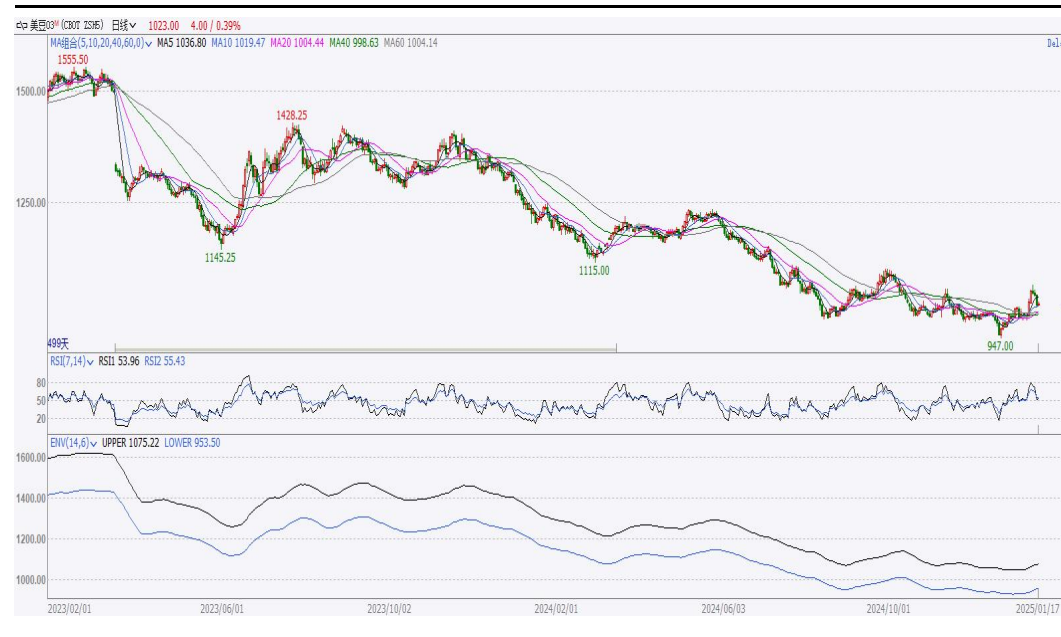 美豆03M (CBOT ZSH5) 日线 1023.00 4.00 / 0.39%
MA组合(5,10,20,40,60,0) MA5 1036.80 MA10 1019.47 MA20 1004.44 MA40 998.63 MA60 1004.14 Del
1555.50
1500.00
1428.25
1250.00
1145.25
1115.00
947.00
499天
RSI(7,14) RSI1 53.96 RSI2 55.43
80
50
20
ENV(14,6) UPPER 1075.22 LOWER 953.50
1600.00
1400.00
1200.00
1000.00
2023/02/01 2023/06/01 2023/10/02 2024/02/01 2024/06/03 2024/10/01 2025/01/17